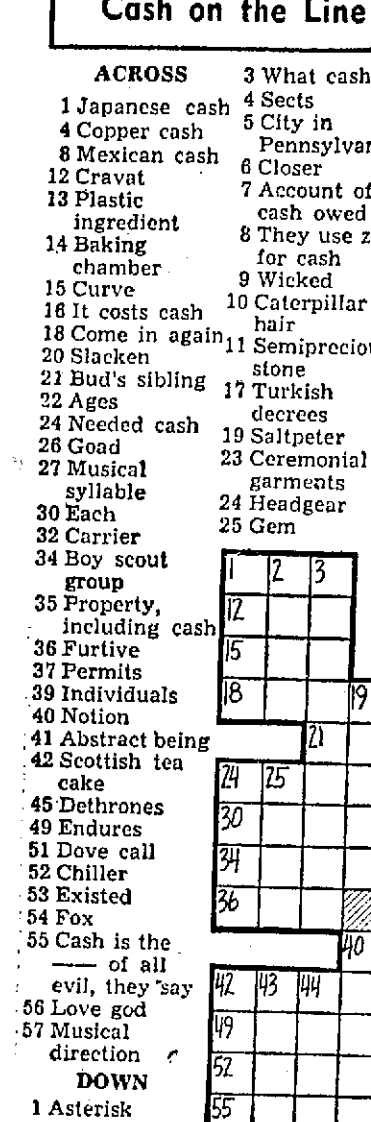 Cash on the Line
ACROSS
1 Japanese cash
4 Copper cash
8 Mexican cash
12 Cravat
13 Plastic
ingredient
14 Baking
chamber
15 Curve
16 It costs cash
18 Come in again
20 Slacken
21 Bud's sibling
22 Ages
24 Needed cash
26 Goad
27 Musical
syllable
30 Each
32 Carrier
34 Boy scout
group
35 Property,
including cash
36 Furtive
37 Permits
39 Individuals
40 Notion
41 Abstract being
42 Scottish tea
cake
45 Dethrones
49 Endures
51 Dove call
52 Chiller
53 Existed
54 Fox
55 Cash is the
—— of all
evil, they say
56 Love god
57 Musical
direction
DOWN
1 Asterisk
3 What cash
4 Sects
5 City in
Pennsylvan
6 Closer
7 Account of
cash owed
8 They use z
for cash
9 Wicked
10 Caterpillar
hair
11 Semipreciou
stone
17 Turkish
decrees
19 Saltpeter
23 Ceremonial
garments
24 Headgear
25 Gem
1 2 3
12
15
18 19
21
24 25
30
34
36
40
42 43 44
49
52
55